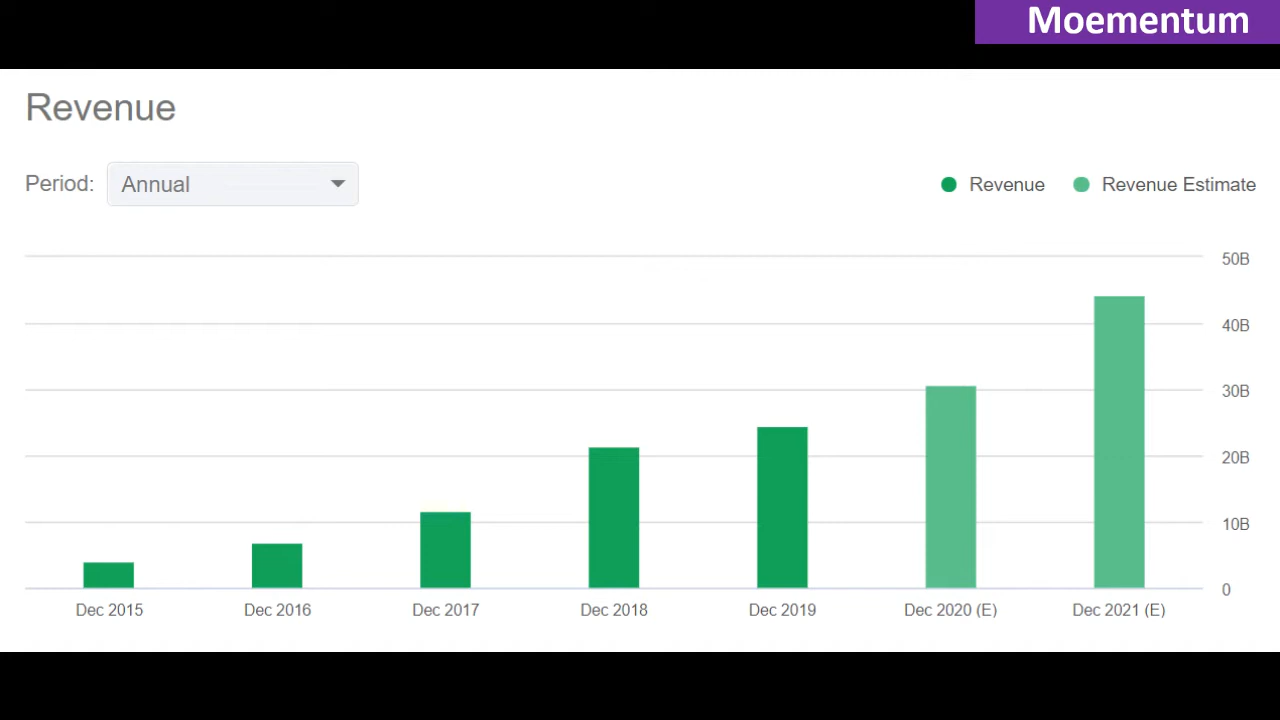 Moementum
Revenue
Period: Annual
Revenue Revenue Estimate
50B
40B
30B
20B
10B
0
Dec 2015 Dec 2016 Dec 2017 Dec 2018 Dec 2019 Dec 2020 (E) Dec 2021 (E)